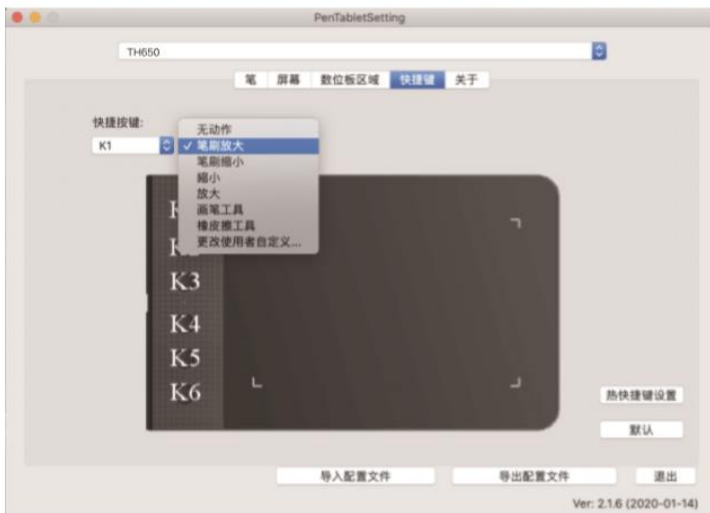 PenTabletSetting
TH650
笔 屏幕 数位板区域 快捷键 关于
快捷按键:
K1
无动作
✓ 笔刷放大
笔刷缩小
缩小
放大
画笔工具
橡皮擦工具
更改使用者自定义...
K3
K4
K5
K6
热快捷键设置
默认
导入配置文件 导出配置文件 退出
Ver: 2.1.6 (2020-01-14)